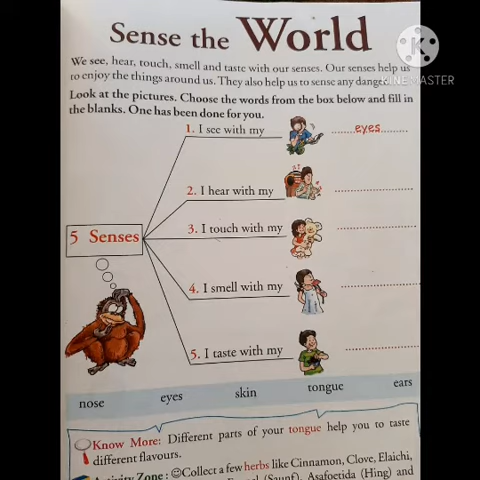 Sense the World
We see, hear, touch, smell and taste with our senses. Our senses help us
to enjoy the things around us. They also help us to sense any danger.
Look at the pictures. Choose the words from the box below and fill in
the blanks. One has been done for you.
1. I see with my ......eyes.......
2. I hear with my
3. I touch with my
5 Senses
4. I smell with my
5. I taste with my
nose eyes skin tongue ears
Know More: Different parts of your tongue help you to taste
different flavours.
Activity Zone: Collect a few herbs like Cinnamon, Clove, Elaichi,
(Saunf), Asafoetida (Hing) and
K
KINEMASTER